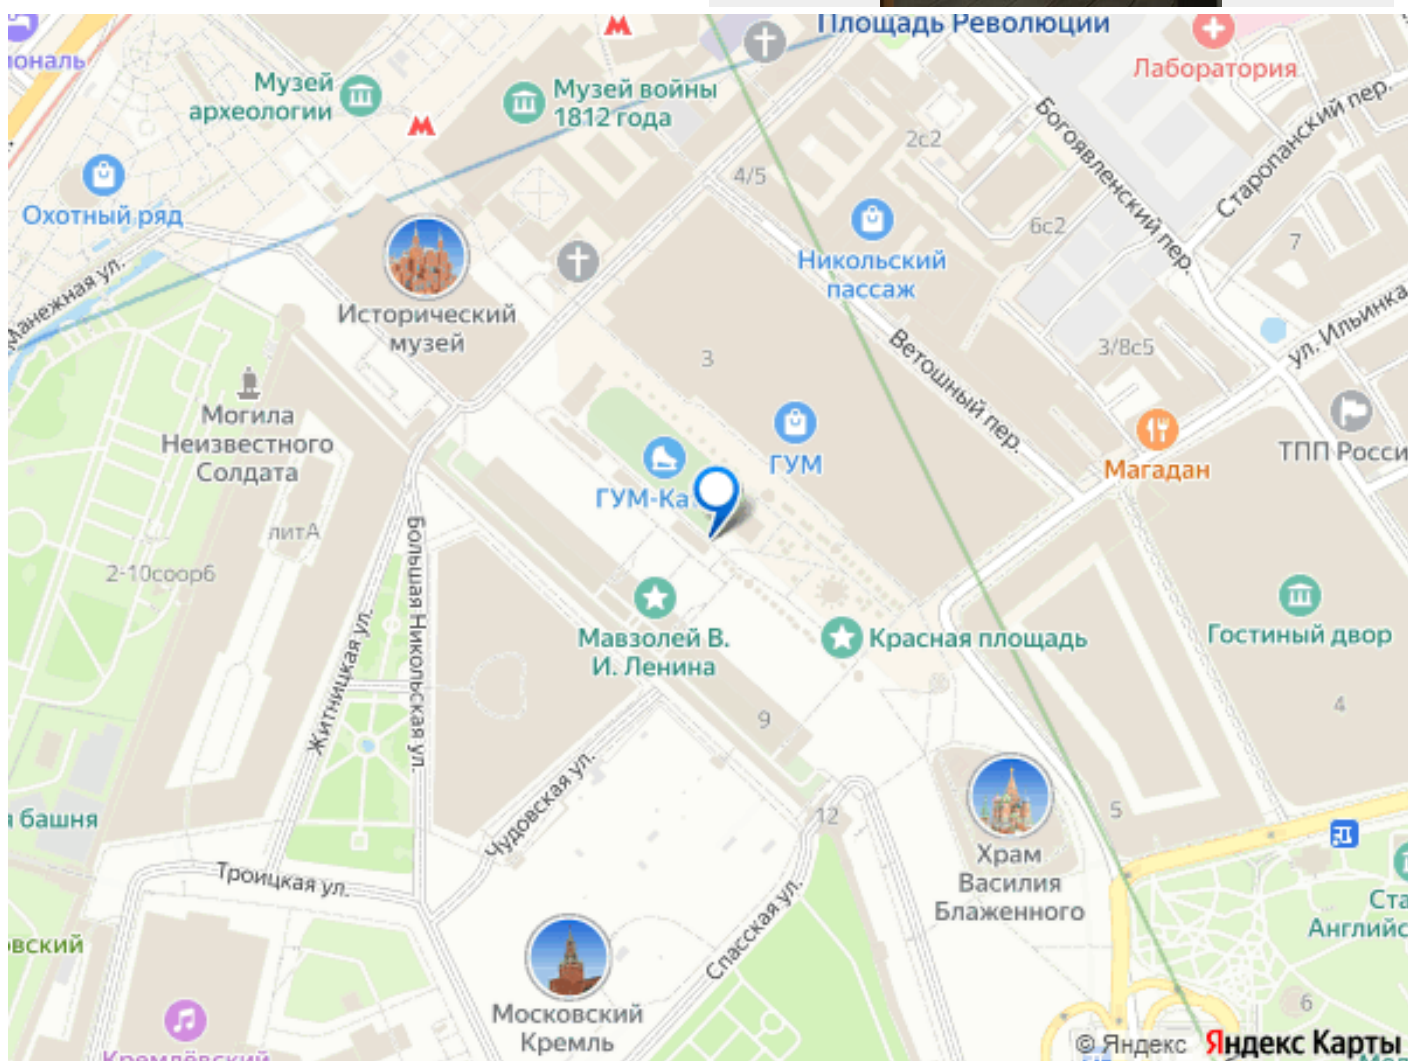 Площадь Революции
ональ
Музей
археологии
Музей войны
1812 года
Лаборатория
Богоявленский пер.
Старопанский пер.
2с2
4/5
Охотный ряд
6с2
7
Никольский
пассаж
Манежная ул.
Исторический
музей
3
Ветошный пер.
3/8с5
ул. Ильинка
Могила
Неизвестного
Солдата
ГУМ
Магадан
ТПП Росси
ГУМ-Ка
литА
2-10соор6
Большая Никольская ул.
Житницкая ул.
Мавзолей В.
И. Ленина
Красная площадь
Гостиный двор
9
4
Чудовская ул.
12
5
я башня
Троицкая ул.
Храм
Василия
Блаженного
Ста
Английс
вский
Спасская ул.
Московский
Кремль
6
Кремлёвский
© Яндекс Яндекс Карты